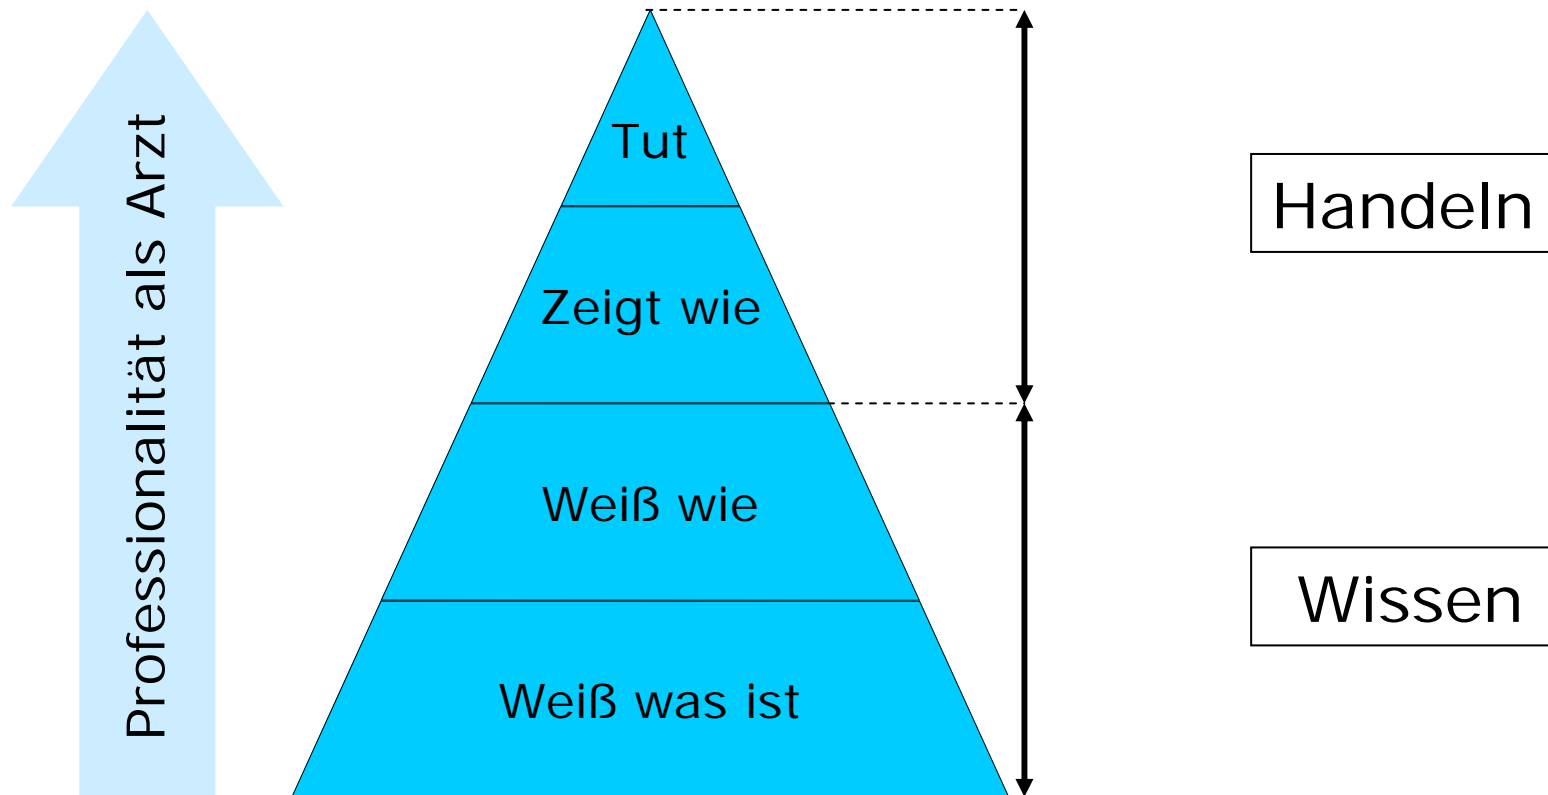 Professionalität als Arzt
Tut
Zeigt wie
Weiß wie
Weiß was ist
Handeln
Wissen